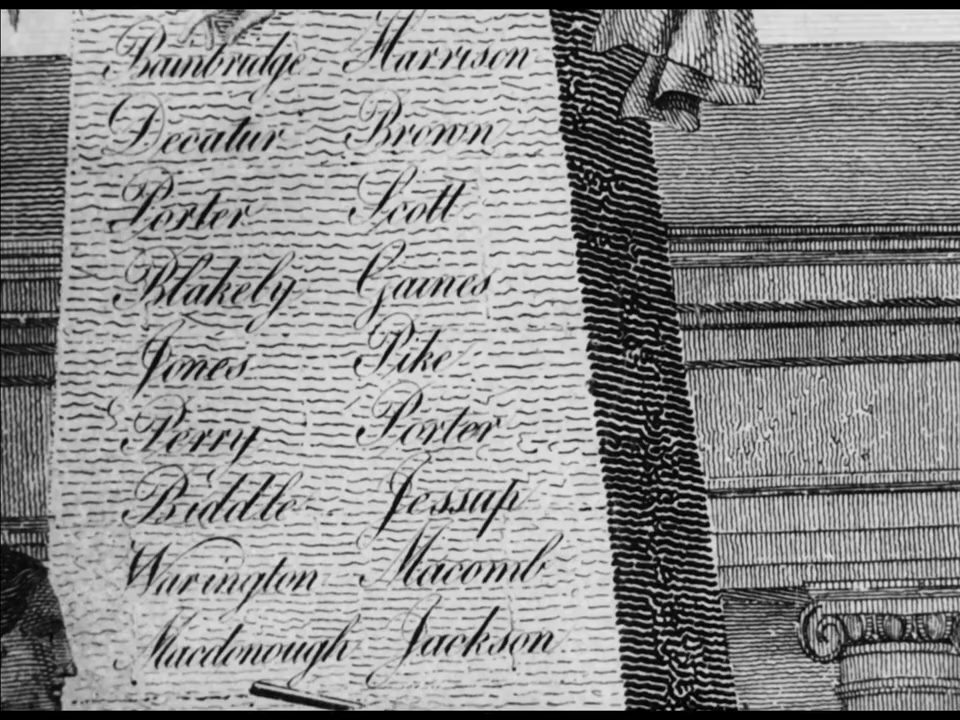 Bainbridge Harrison
Decatur Brown
Porter Scott
Blakely Gaines
Jones Pike
Perry Porter
Biddle Jessup
Warington Macomb
Macdonough Jackson